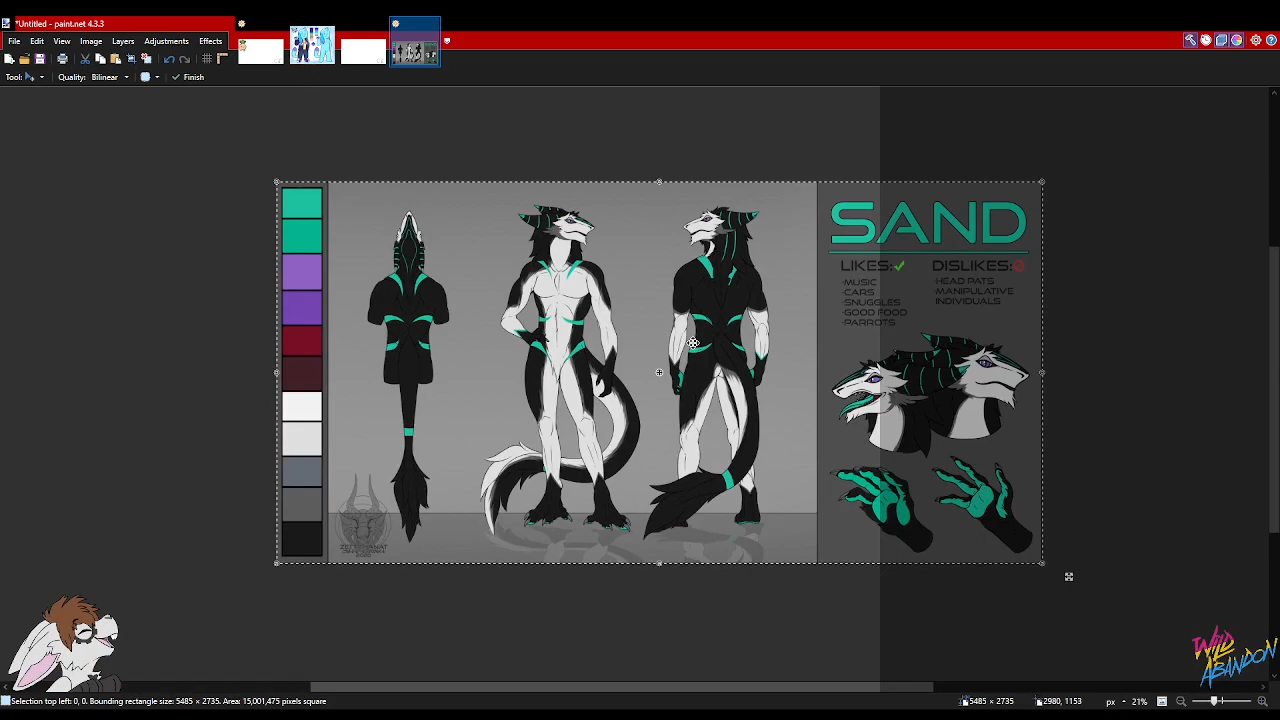 *Untitled - paint.net 4.3.3
File Edit View Image Layers Adjustments Effects
Tool: Quality: Bilinear Finish
SAND
LIKES: DISLIKES:
·MUSIC
·CARS
·SNUGGLES
·GOOD FOOD
·PARROTS
·HEAD PATS
·MANIPULATIVE
INDIVIDUALS
2020
WILD
ABANDON
Selection top left: 0, 0. Bounding rectangle size: 5485 × 2735. Area: 15,001,475 pixels square
5485 × 2735 2980, 1153 px 21%